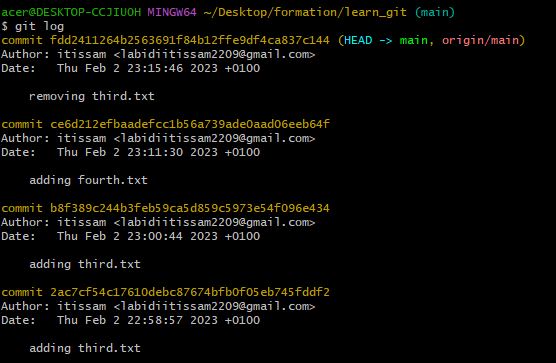 acer@DESKTOP-CCJIUOH MINGW64 ~/Desktop/formation/learn_git (main)
$ git log
commit fdd2411264b2563691f84b12ffe9df4ca837c144 (HEAD -> main, origin/main)
Author: itissam <labidiitissam2209@gmail.com>
Date:   Thu Feb 2 23:15:46 2023 +0100
    removing third.txt
commit ce6d212efbaadefcc1b56a739ade0aad06eeb64f
Author: itissam <labidiitissam2209@gmail.com>
Date:   Thu Feb 2 23:11:30 2023 +0100
    adding fourth.txt
commit b8f389c244b3feb59ca5d859c5973e54f096e434
Author: itissam <labidiitissam2209@gmail.com>
Date:   Thu Feb 2 23:00:44 2023 +0100
    adding third.txt
commit 2ac7cf54c17610debc87674bfb0f05eb745fddf2
Author: itissam <labidiitissam2209@gmail.com>
Date:   Thu Feb 2 22:58:57 2023 +0100
    adding third.txt